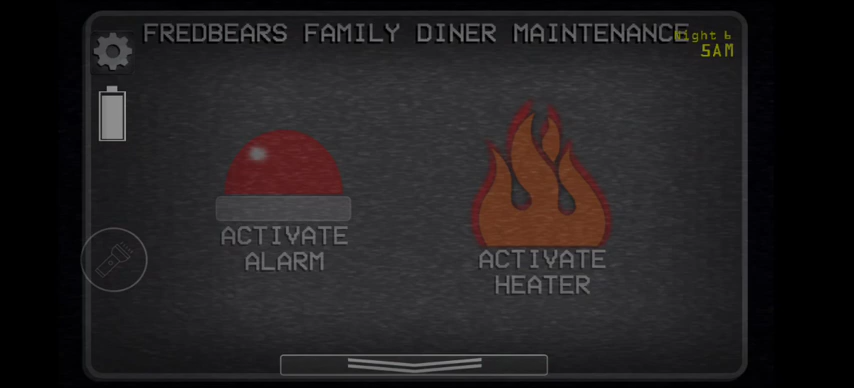 FREDBEARS FAMILY DINER MAINTENANCE
Night 6
5AM
ACTIVATE
ALARM
ACTIVATE
HEATER